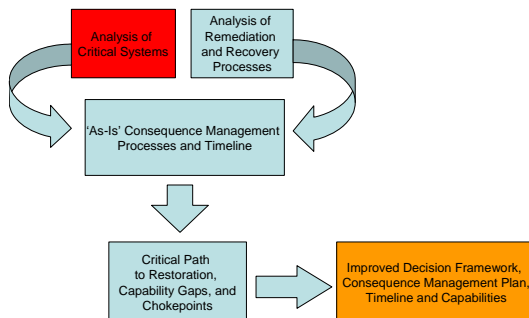 Analysis of
Critical Systems
Analysis of
Remediation
and Recovery
Processes
'As-Is' Consequence Management
Processes and Timeline
Critical Path
to Restoration,
Capability Gaps, and
Chokepoints
Improved Decision Framework,
Consequence Management Plan,
Timeline and Capabilities